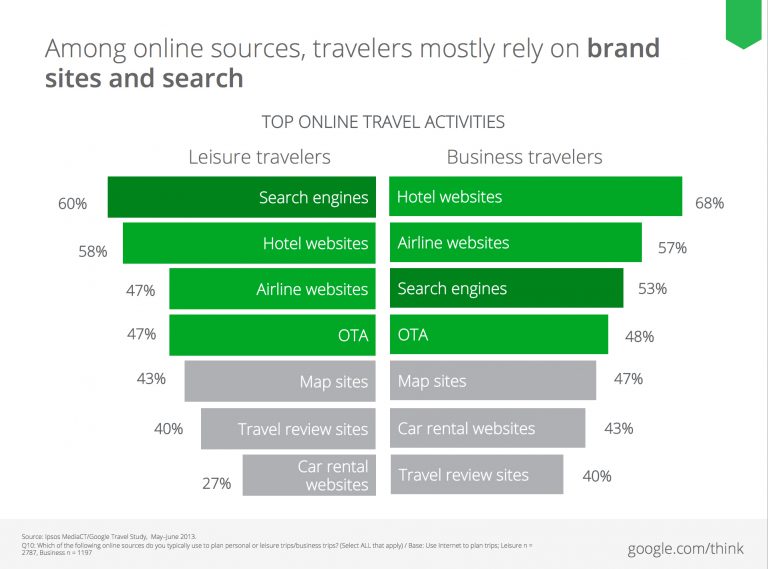 Among online sources, travelers mostly rely on brand
sites and search
TOP ONLINE TRAVEL ACTIVITIES
Leisure travelers
60% Search engines
58% Hotel websites
47% Airline websites
47% OTA
43% Map sites
40% Travel review sites
27% Car rental
websites
Business travelers
Hotel websites 68%
Airline websites 57%
Search engines 53%
OTA 48%
Map sites 47%
Car rental websites 43%
Travel review sites 40%
Source: Ipsos MediaCT/Google Travel Study, May–June 2013.
Q10: Which of the following online sources do you typically use to plan personal or leisure trips/business trips? (Select ALL that apply) / Base: Use Internet to plan trips; Leisure n =
2787, Business n = 1197
google.com/think